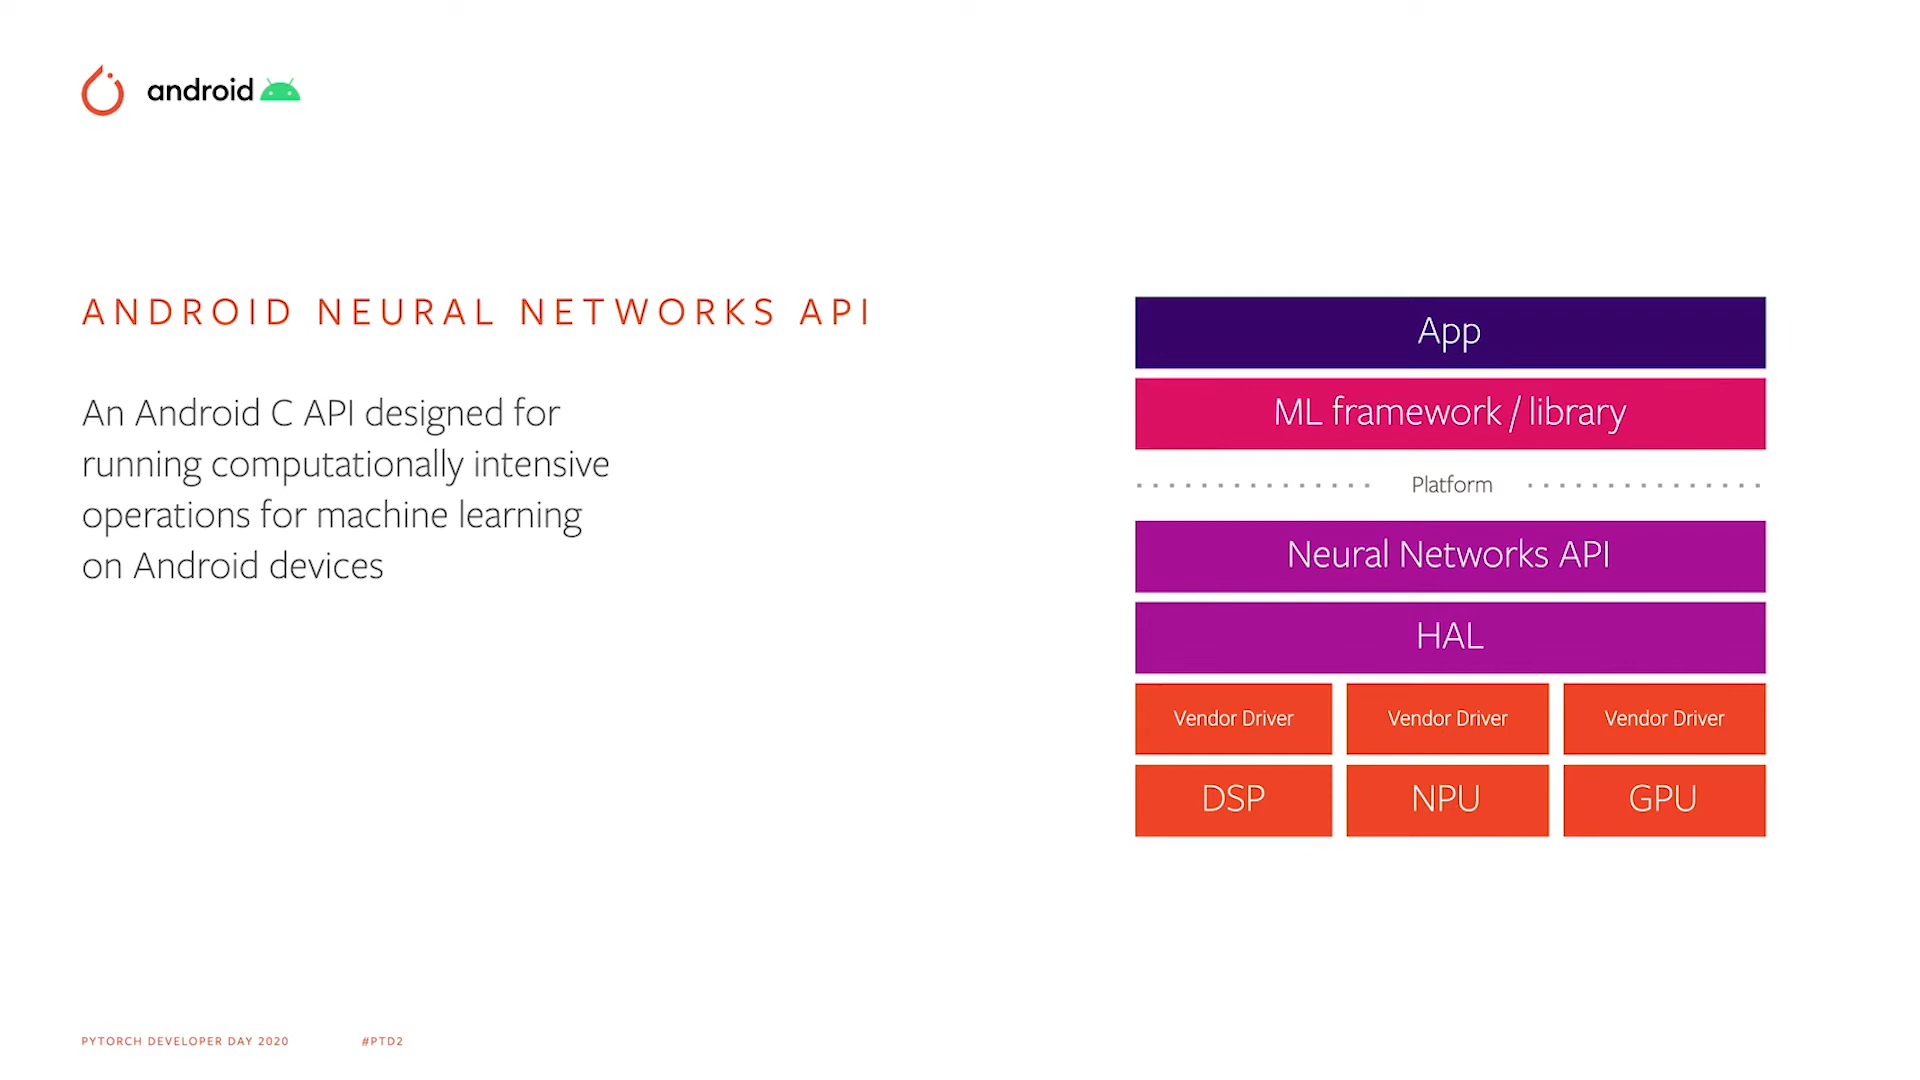 android
ANDROID NEURAL NETWORKS API
An Android C API designed for
running computationally intensive
operations for machine learning
on Android devices
App
ML framework / library
Platform
Neural Networks API
HAL
Vendor Driver
Vendor Driver
Vendor Driver
DSP
NPU
GPU
PYTORCH DEVELOPER DAY 2020
#PTD2